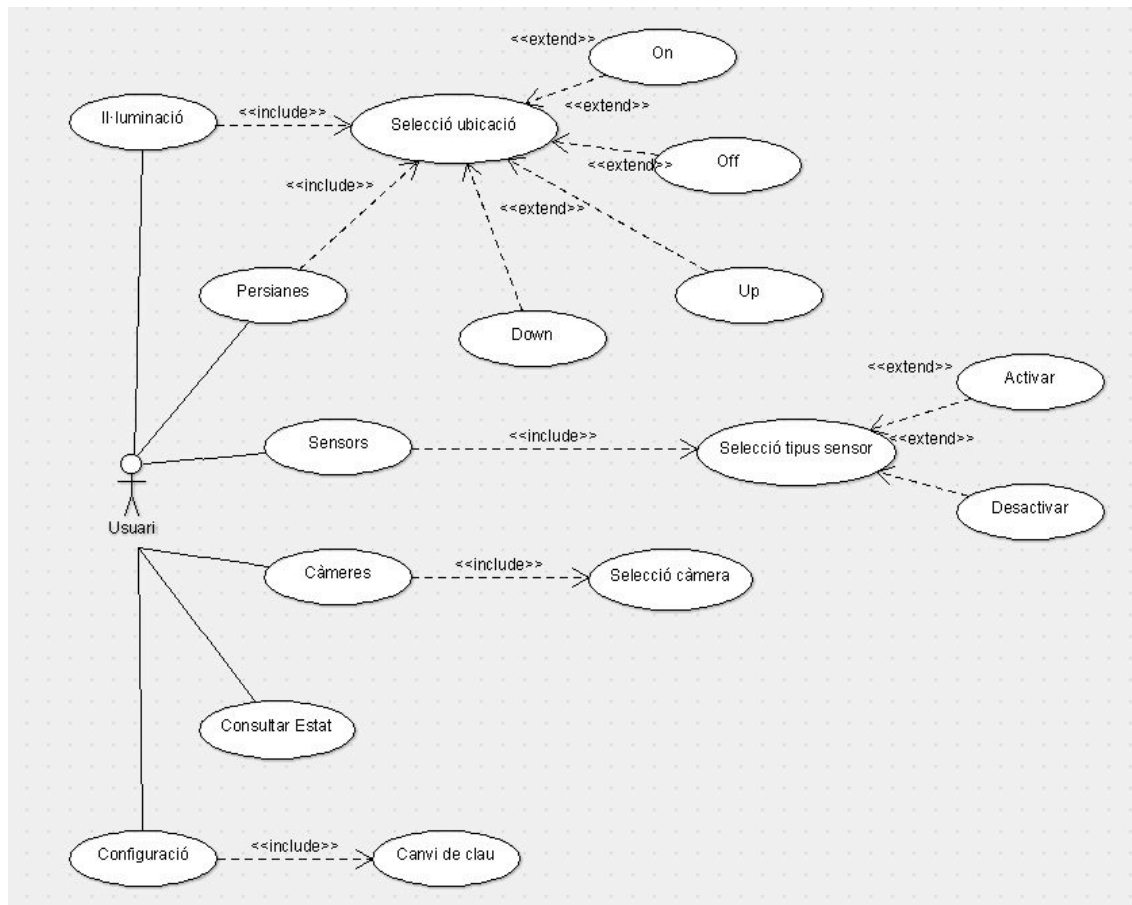 <<extend>>
On
Il·luminació
<<include>>
Selecció ubicació
<<extend>>
Off
<<extend>>
<<include>>
<<extend>>
Persianes
Up
Down
<<extend>>
Activar
Sensors
<<include>>
Selecció tipus sensor
<<extend>>
Desactivar
Usuari
Càmeres
<<include>>
Selecció càmera
Consultar Estat
Configuració
<<include>>
Canvi de clau